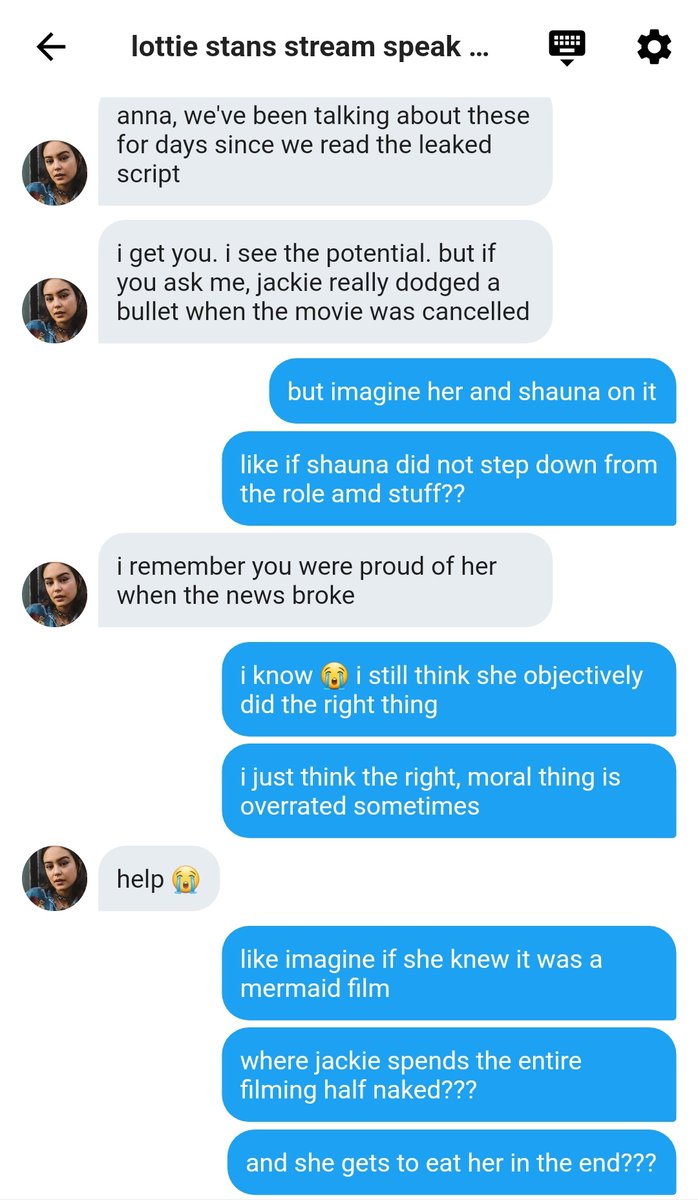 lottie stans stream speak ...
anna, we've been talking about these
for days since we read the leaked
script
i get you. i see the potential. but if
you ask me, jackie really dodged a
bullet when the movie was cancelled
but imagine her and shauna on it
like if shauna did not step down from
the role amd stuff??
i remember you were proud of her
when the news broke
i know 😭 i still think she objectively
did the right thing
i just think the right, moral thing is
overrated sometimes
help 😭
like imagine if she knew it was a
mermaid film
where jackie spends the entire
filming half naked???
and she gets to eat her in the end???